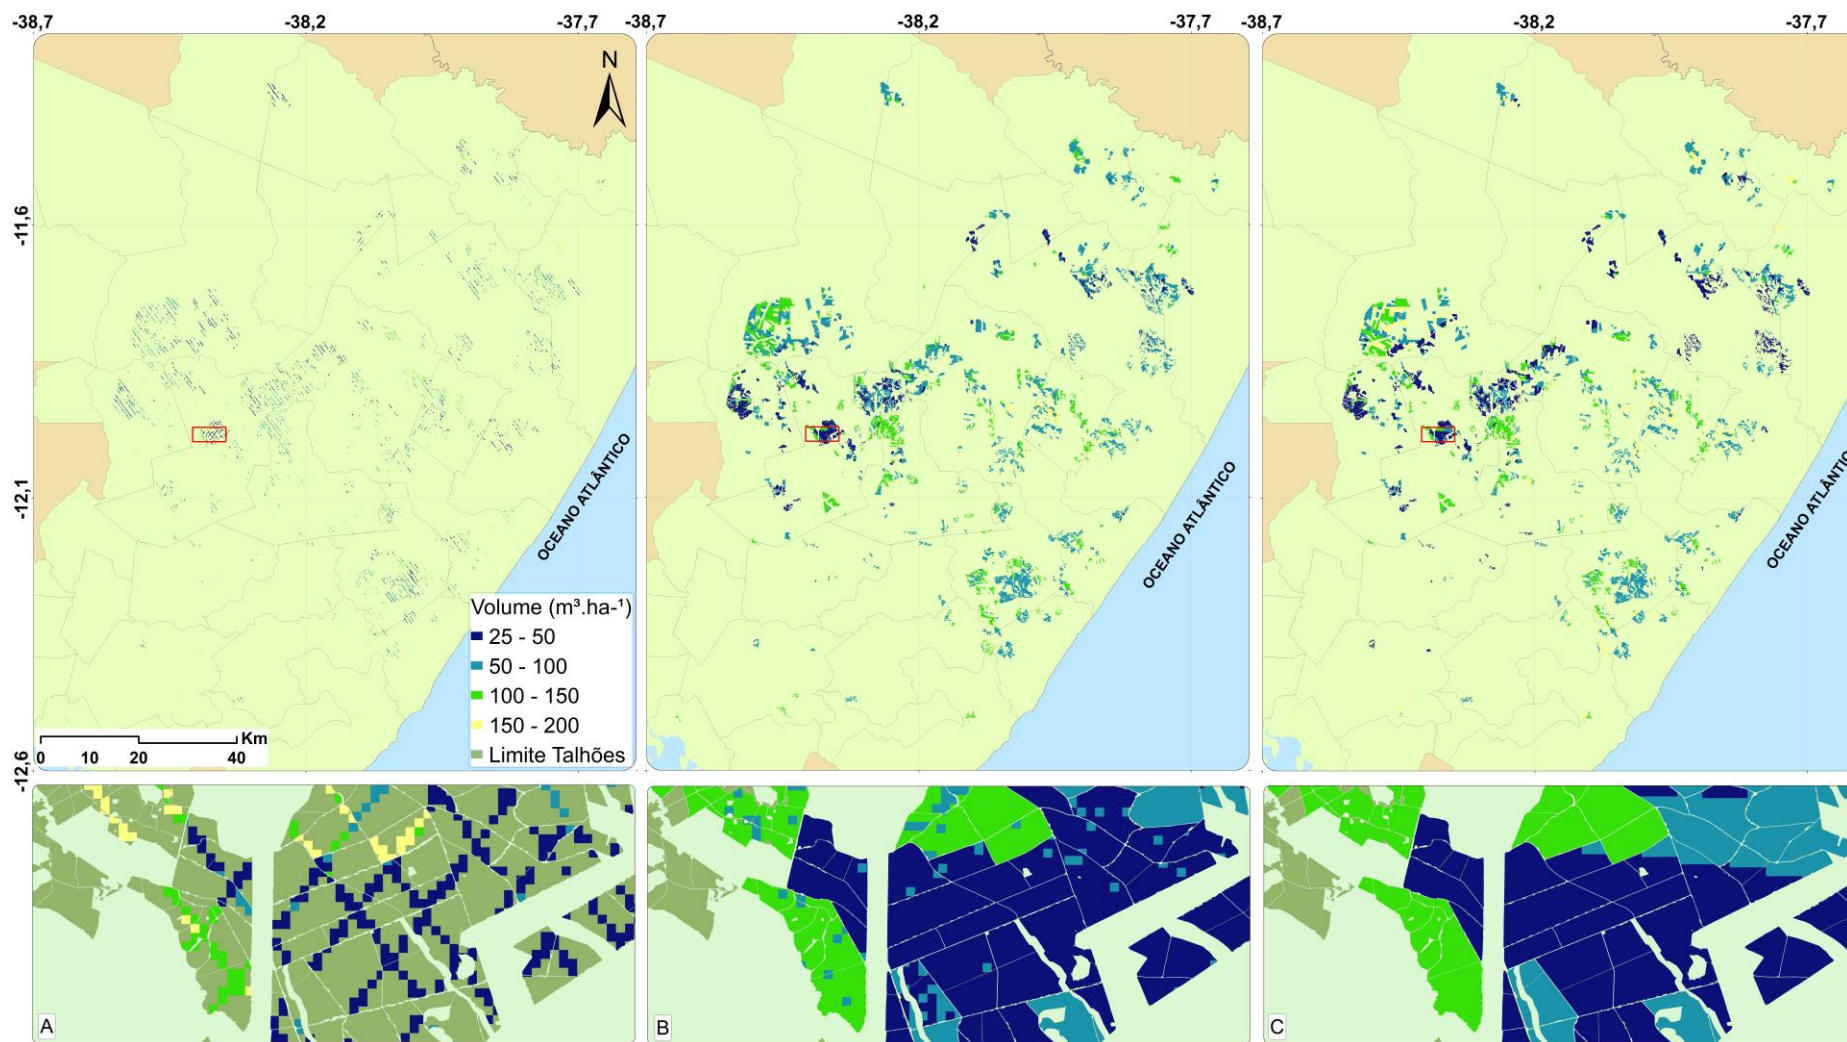 -38,7
-38,2
-37,7
-38,7
-38,2
-37,7
-38,7
-38,2
-37,7
N
-11,6
-12,1
-12,6
OCEANO ATLÂNTICO
OCEANO ATLÂNTICO
OCEANO ATLÂNTICO
Volume (m³.ha-¹)
25 - 50
50 - 100
100 - 150
150 - 200
Limite Talhões
Km
0 10 20 40
A
B
C